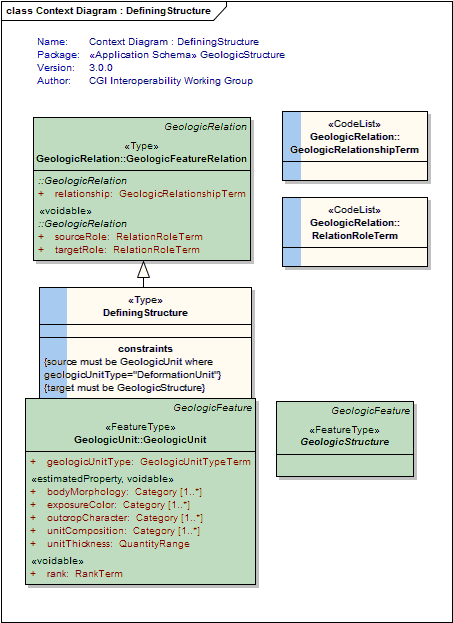 class Context Diagram : DefiningStructure
Name: Context Diagram : DefiningStructure
Package: «Application Schema» GeologicStructure
Version: 3.0.0
Author: CGI Interoperability Working Group
GeologicRelation
«Type»
GeologicRelation::GeologicFeatureRelation
::GeologicRelation
+ relationship: GeologicRelationshipTerm
«voidable»
::GeologicRelation
+ sourceRole: RelationRoleTerm
+ targetRole: RelationRoleTerm
«CodeList»
GeologicRelation::
GeologicRelationshipTerm
«CodeList»
GeologicRelation::
RelationRoleTerm
«Type»
DefiningStructure
constraints
{source must be GeologicUnit where
geologicUnitType="DeformationUnit"}
{target must be GeologicStructure}
GeologicFeature
«FeatureType»
GeologicUnit::GeologicUnit
+ geologicUnitType: GeologicUnitTypeTerm
«estimatedProperty, voidable»
+ bodyMorphology: Category [1..*]
+ exposureColor: Category [1..*]
+ outcropCharacter: Category [1..*]
+ unitComposition: Category [1..*]
+ unitThickness: QuantityRange
«voidable»
+ rank: RankTerm
GeologicFeature
«FeatureType»
GeologicStructure